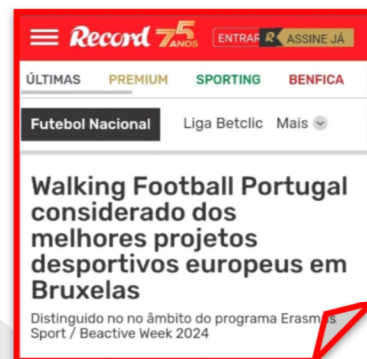 Record 75 ANOS ENTRAR R ASSINE JÁ
ÚLTIMAS PREMIUM SPORTING BENFICA
Futebol Nacional Liga Betclic Mais
Walking Football Portugal
considerado dos
melhores projetos
desportivos europeus em
Bruxelas
Distinguido no no âmbito do programa Erasmus
Sport / Beactive Week 2024